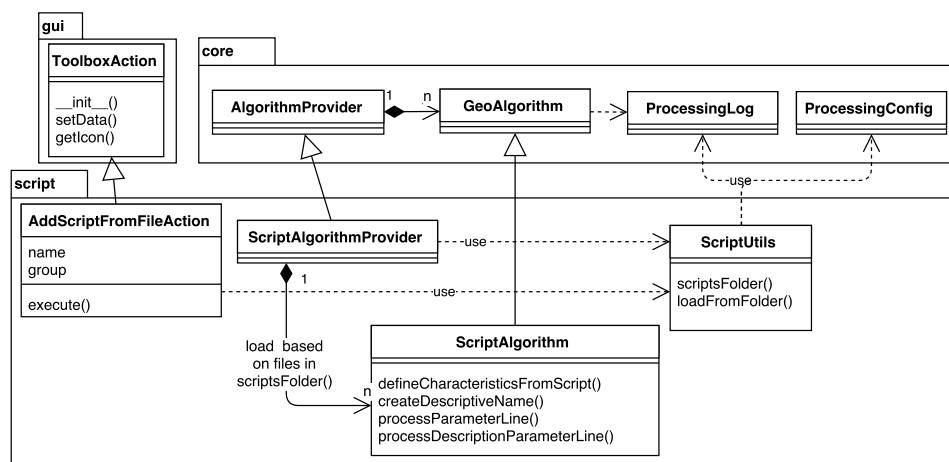 gui
ToolboxAction
__init__()
setData()
getIcon()
core
AlgorithmProvider
1
n
GeoAlgorithm
ProcessingLog
ProcessingConfig
script
AddScriptFromFileAction
name
group
execute()
ScriptAlgorithmProvider
1
use
use
use
ScriptUtils
scriptsFolder()
loadFromFolder()
load based
on files in
scriptsFolder()
n
ScriptAlgorithm
defineCharacteristicsFromScript()
createDescriptiveName()
processParameterLine()
processDescriptionParameterLine()